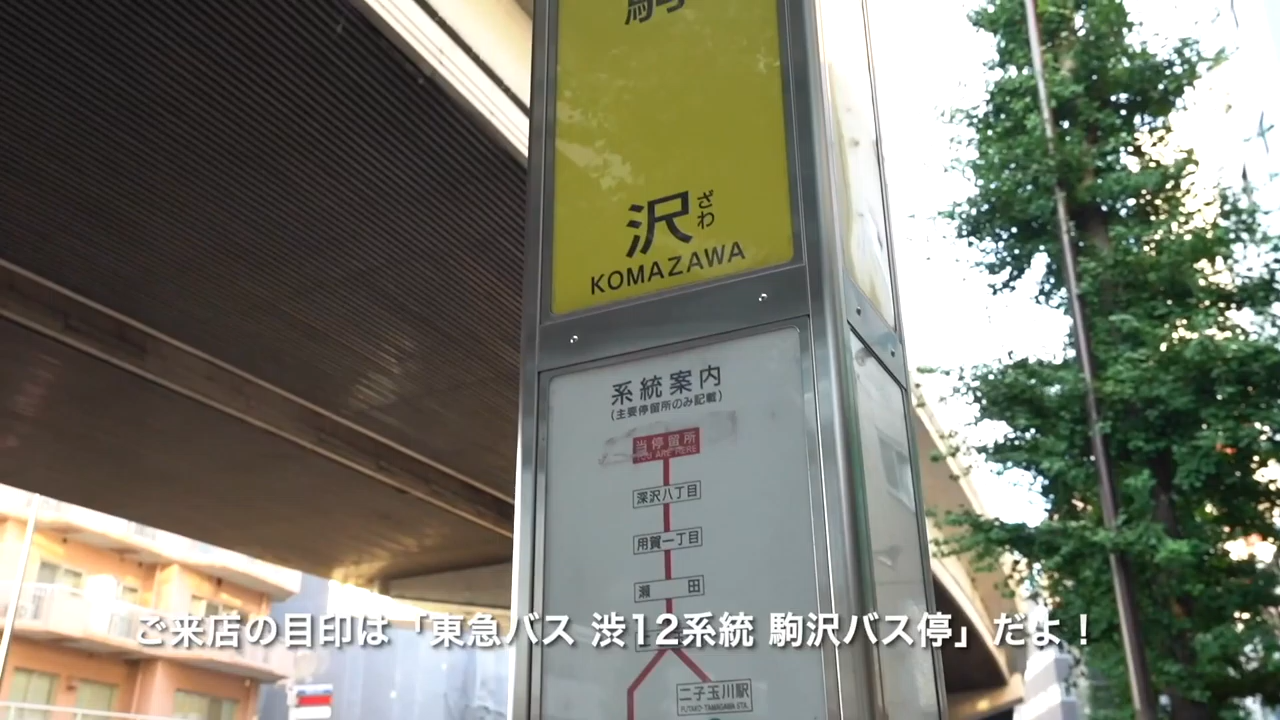 駒
沢 ざわ
KOMAZAWA
系統案内
(主要停留所のみ記載)
当停留所
YOU ARE HERE
深沢八丁目
用賀一丁目
瀬田
二子玉川駅
FUTAKO-TAMAGAWA STA.
ご来店の目印は「東急バス 渋12系統 駒沢バス停」だよ！